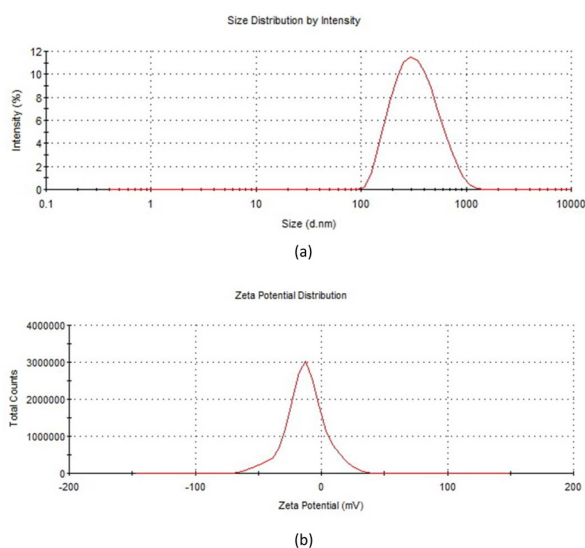 Size Distribution by Intensity
12
10
8
6
4
2
0
Intensity (%)
0.1 1 10 100 1000 10000
Size (d.nm)
(a)
Zeta Potential Distribution
4000000
3000000
2000000
1000000
0
Total Counts
-200 -100 0 100 200
Zeta Potential (mV)
(b)